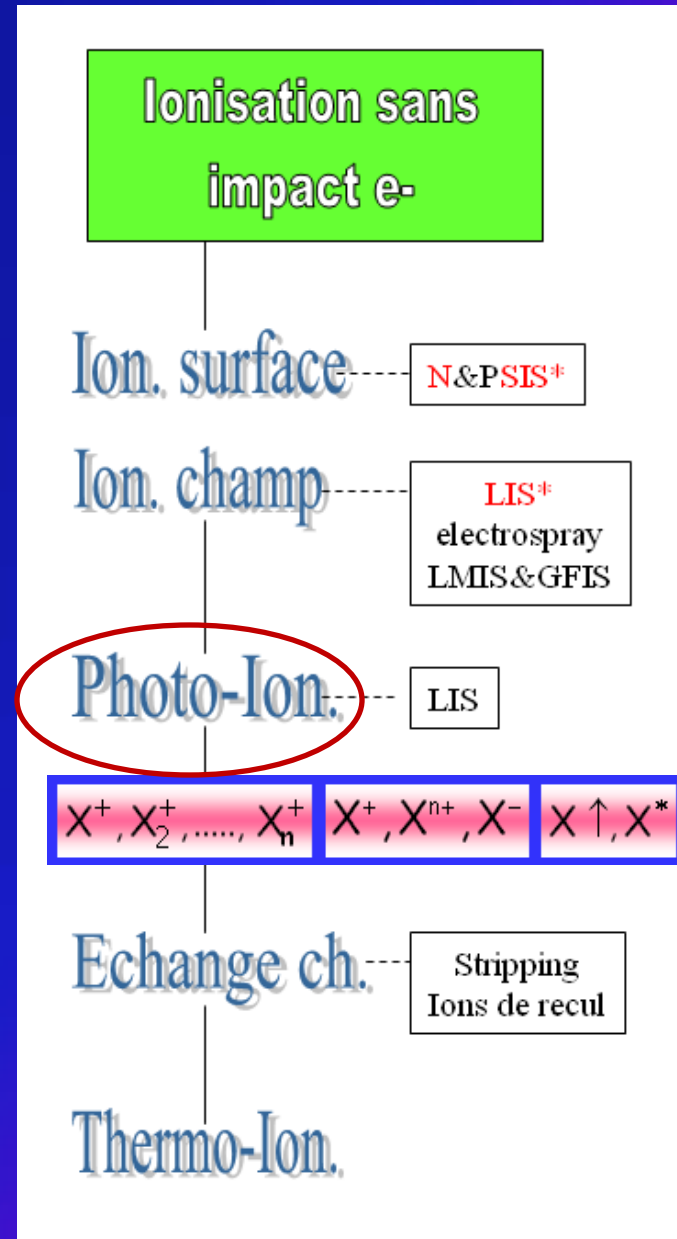 Ionisation sans
impact e-
Ion. surface
N&PSIS*
Ion. champ
LIS*
electrospray
LMIS&GFIS
Photo-Ion.
LIS
X⁺, X₂⁺, ....., Xₙ⁺ X⁺, Xⁿ⁺, X⁻ X↑, X*
Echange ch.
Stripping
Ions de recul
Thermo-Ion.